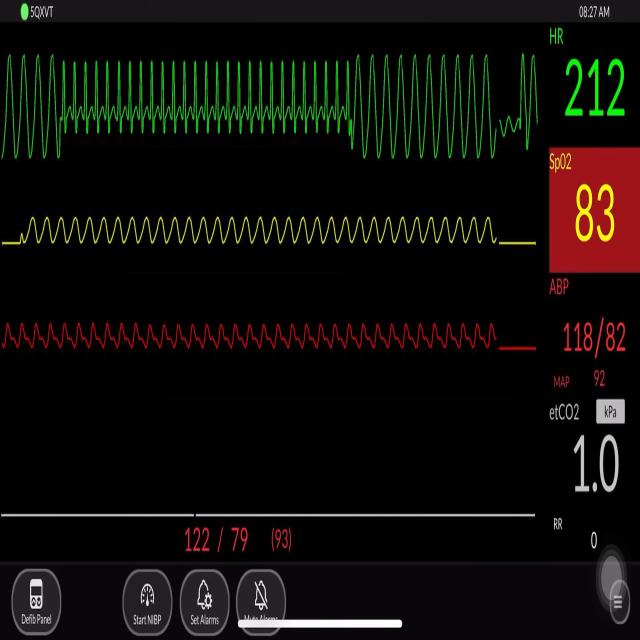 5QXVT
08:27 AM
HR
212
SpO2
83
ABP
118/82
MAP 92
etCO2 kPa
1.0
RR
0
122 / 79 (93)
Defib Panel
Start NIBP
Set Alarms
Mute Alarms